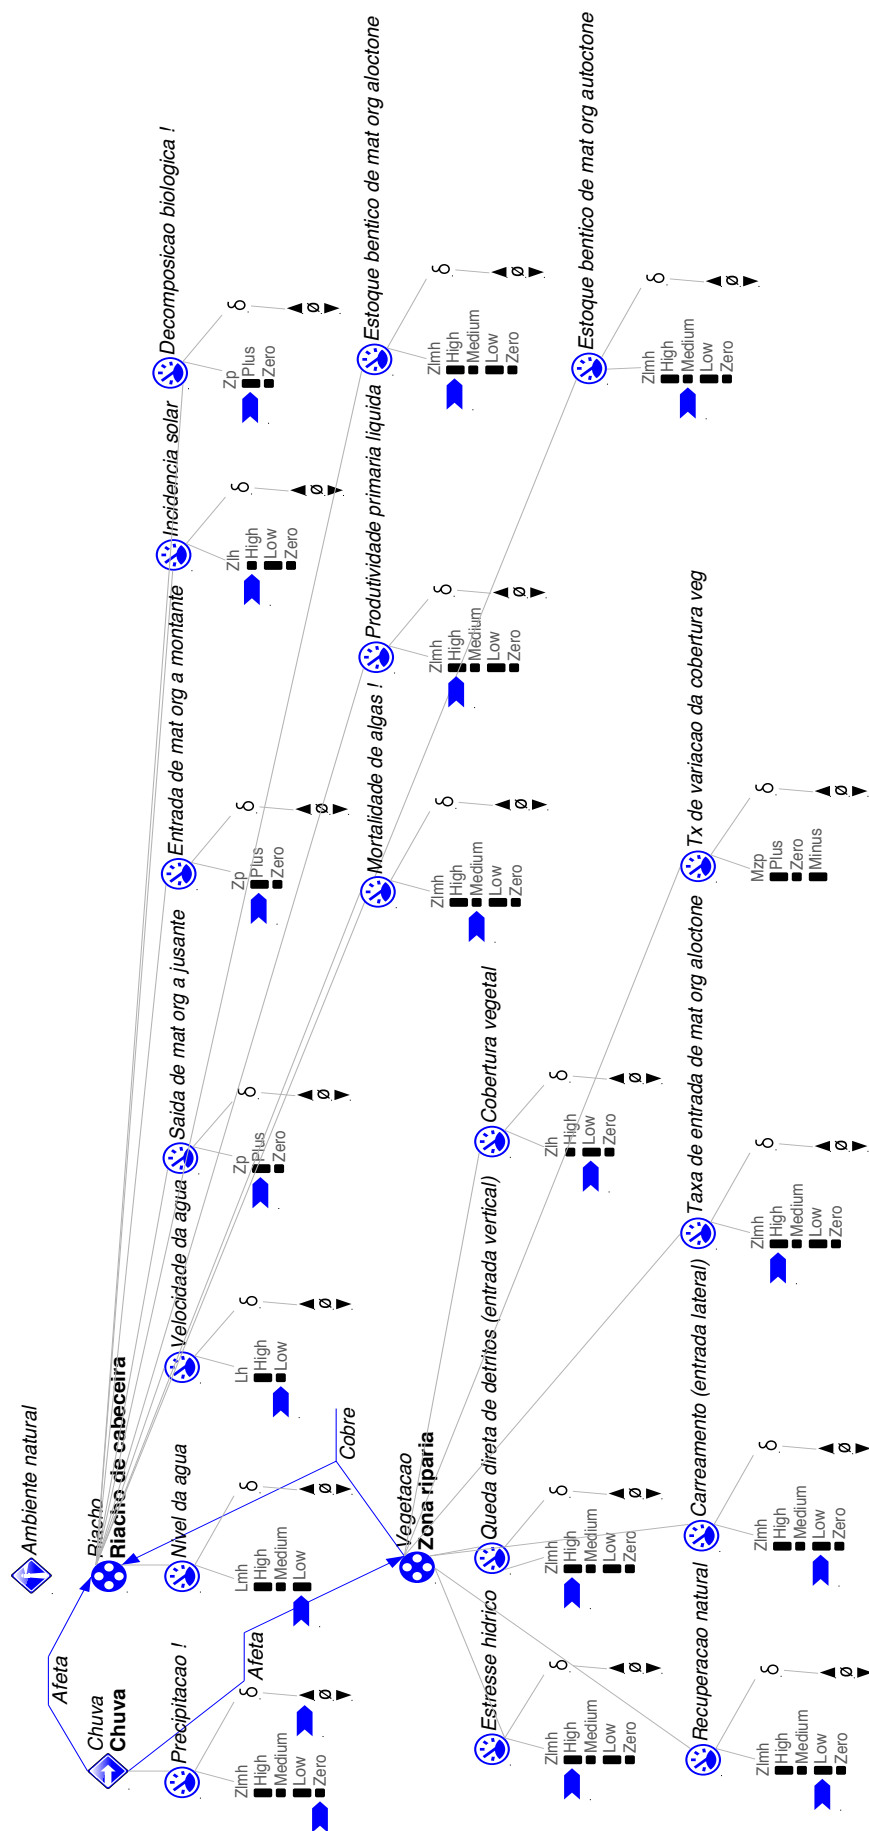 Ambiente natural
Afeta
Chuva
Chuva
Precipitacao !
Zlmh
High
Medium
Low
Zero
δ
ø
Afeta
Riacho
Riacho de cabeceira
Nivel da agua
Lmh
High
Medium
Low
δ
ø
Velocidade da agua
Lh
High
Low
δ
ø
Saida de mat org a jusante
Zp
Plus
Zero
δ
ø
Entrada de mat org a montante
Zp
Plus
Zero
δ
ø
Incidencia solar
Zlh
High
Low
Zero
δ
ø
Decomposicao biologica !
Zp
Plus
Zero
δ
ø
Cobre
Mortalidade de algas !
Zlmh
High
Medium
Low
Zero
δ
ø
Produtividade primaria liquida
Zlmh
High
Medium
Low
Zero
δ
ø
Estoque bentico de mat org aloctone
Zlmh
High
Medium
Low
Zero
δ
ø
Estoque bentico de mat org autoctone
Zlmh
High
Medium
Low
Zero
δ
ø
Vegetacao
Zona riparia
Estresse hidrico
Zlmh
High
Medium
Low
Zero
δ
ø
Queda direta de detritos (entrada vertical)
Zlmh
High
Medium
Low
Zero
δ
ø
Cobertura vegetal
Zlh
High
Low
Zero
δ
ø
Recuperacao natural
Zlmh
High
Medium
Low
Zero
δ
ø
Carreamento (entrada lateral)
Zlmh
High
Medium
Low
Zero
δ
ø
Taxa de entrada de mat org aloctone
Zlmh
High
Medium
Low
Zero
δ
ø
Tx de variacao da cobertura veg
Mzp
Plus
Zero
Minus
δ
ø